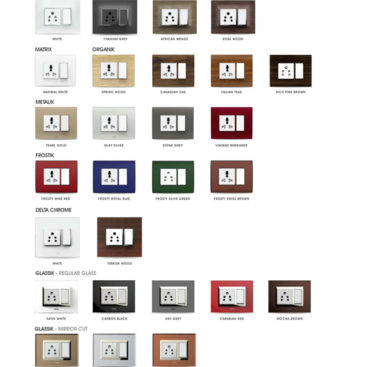 WHITE TITANIUM GREY AFRICAN WENGE ROSE WOOD
MATRIX ORGANIK
NATURAL WHITE SPRING WOOD CANADIAN OAK ITALIAN TEAK RICH PINE BROWN
METALIK
PEARL GOLD GLAY SILVER STONE GREY VINTAGE MAROON
FROSTIK
FROSTY WINE RED FROSTY ROYAL BLUE FROSTY OLIVE GREEN FROSTY SWISS BROWN
DELTA CHROME
WHITE TURKISH WOOD
GLASSIK - REGULAR GLASS
SATIN WHITE CARBON BLACK ASH GREY CARIBBEAN RED MOCHA BROWN
GLASSIK - MIRROR CUT